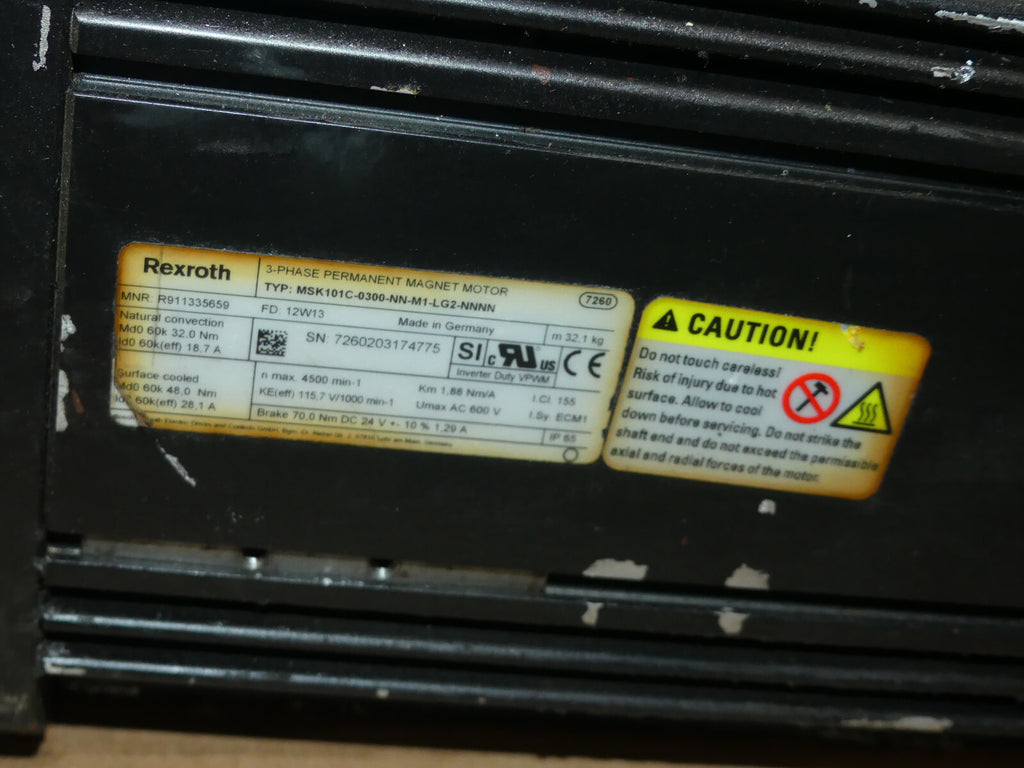 Rexroth
3-PHASE PERMANENT MAGNET MOTOR
TYP: MSK101C-0300-NN-M1-LG2-NNNN
7260
MNR: R911335659
FD: 12W13
Made in Germany
m 32.1 kg
Natural convection
Md0 60k 32.0 Nm
Id0 60k(eff) 18.7 A
SN: 7260203174775
SI
c RU US
Inverter Duty VPWM
CE
Surface cooled
Md0 60k 48,0 Nm
60k(eff) 28,1 A
n max. 4500 min-1
KE(eff) 115,7 V/1000 min-1
Km 1,88 Nm/A
Umax AC 600 V
I.Cl. 155
I.Sy. ECM1
Brake 70.0 Nm DC 24 V +- 10 % 1.29 A
IP 65
CAUTION!
Do not touch careless!
Risk of injury due to hot
surface. Allow to cool
down before servicing. Do not strike the
shaft end and do not exceed the permissible
axial and radial forces of the motor.